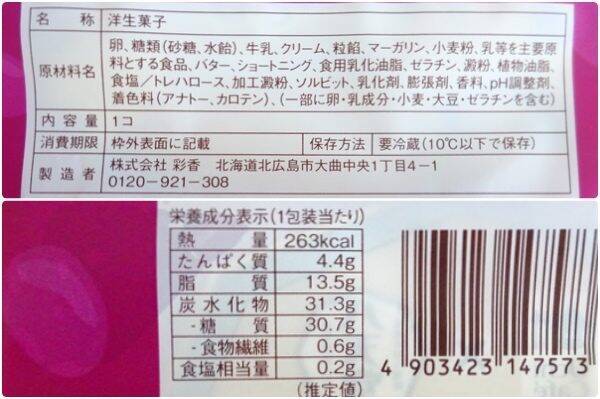 名 称 洋生菓子
原材料名 卵、糖類(砂糖、水飴)、牛乳、クリーム、粒餡、マーガリン、小麦粉、乳等を主要原
料とする食品、バター、ショートニング、食用乳化油脂、ゼラチン、澱粉、植物油脂、
食塩/トレハロース、加工澱粉、ソルビット、乳化剤、膨張剤、香料、pH調整剤、
着色料(アナトー、カロテン)、(一部に卵・乳成分・小麦・大豆・ゼラチンを含む)
内容量 1コ
消費期限 枠外表面に記載 保存方法 要冷蔵(10℃以下で保存)
製造者 株式会社 彩香 北海道北広島市大曲中央1丁目4-1
0120-921-308
栄養成分表示(1包装当たり)
熱量 263kcal
たんぱく質 4.4g
脂質 13.5g
炭水化物 31.3g
-糖質 30.7g
-食物繊維 0.6g
食塩相当量 0.2g
(推定値)
4 903423 147573
Café